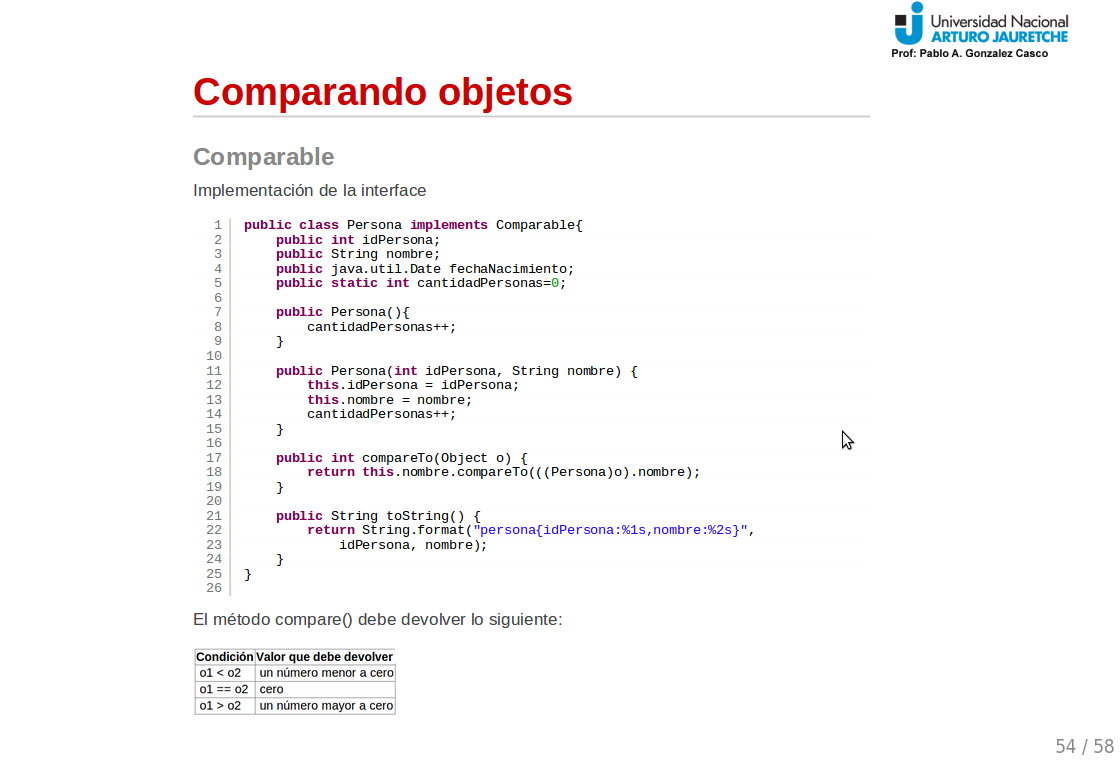 Universidad Nacional
ARTURO JAURETCHE
Prof: Pablo A. Gonzalez Casco
Comparando objetos
Comparable
Implementación de la interface
1 public class Persona implements Comparable{
2     public int idPersona;
3     public String nombre;
4     public java.util.Date fechaNacimiento;
5     public static int cantidadPersonas=0;
6
7     public Persona(){
8         cantidadPersonas++;
9     }
10
11     public Persona(int idPersona, String nombre) {
12         this.idPersona = idPersona;
13         this.nombre = nombre;
14         cantidadPersonas++;
15     }
16
17     public int compareTo(Object o) {
18         return this.nombre.compareTo(((Persona)o).nombre);
19     }
20
21     public String toString() {
22         return String.format("persona{idPersona:%1s,nombre:%2s}",
23             idPersona, nombre);
24     }
25 }
26
El método compare() debe devolver lo siguiente:
Condición Valor que debe devolver
o1 < o2 un número menor a cero
o1 == o2 cero
o1 > o2 un número mayor a cero
54 / 58